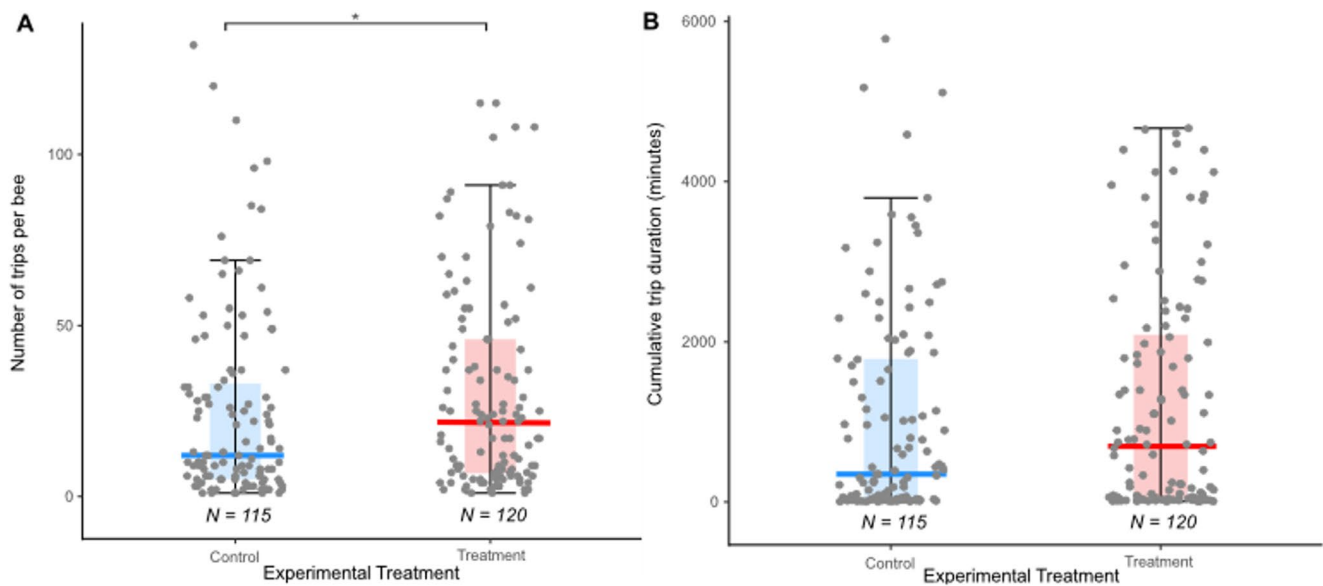 A
*
Number of trips per bee
100
50
0
N = 115
N = 120
Control
Treatment
Experimental Treatment
B
Cumulative trip duration (minutes)
6000
4000
2000
0
N = 115
N = 120
Control
Treatment
Experimental Treatment